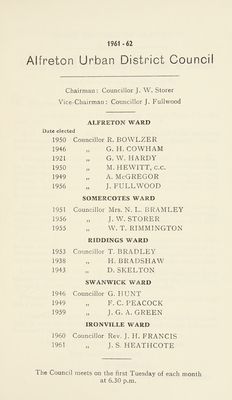 1961 - 62
Alfreton Urban District Council
Chairman: Councillor J. W. Storer
Vice-Chairman: Councillor J. Fullwood
ALFRETON WARD
Date elected
1950 Councillor R. BOWLZER
1946 „ G. H. COWHAM
1921 „ G. W. HARDY
1950 „ M. HEWITT, C.C.
1949 „ A. McGREGOR
1956 „ J. FULLWOOD
SOMERCOTES WARD
1951 Councillor Mrs. N. L. BRAMLEY
1956 „ J. W. STORER
1955 „ W. T. RIMMINGTON
RIDDINGS WARD
1953 Councillor T. BRADLEY
1938 „ H. BRADSHAW
1943 „ D. SKELTON
SWANWICK WARD
1946 Councillor G. HUNT
1949 „ F. C. PEACOCK
1959 „ J. G. A. GREEN
IRONVILLE WARD
1960 Councillor Rev. J. H. FRANCIS
1961 „ J. S. HEATHCOTE
The Council meets on the first Tuesday of each month
at 6.30 p.m.